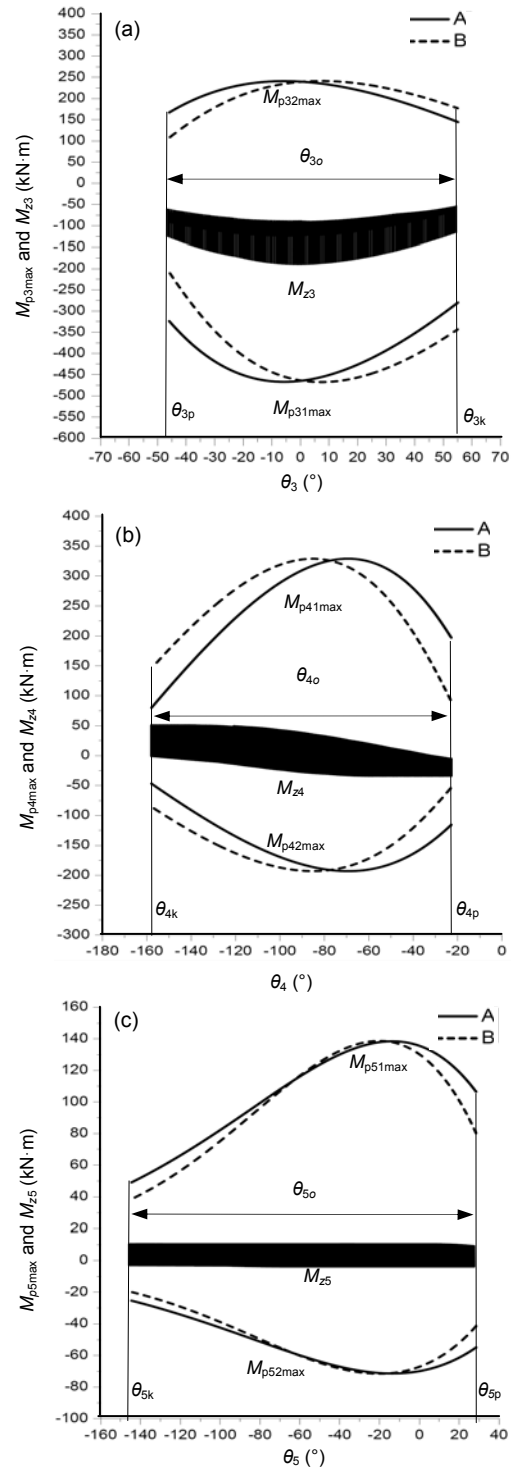 (a)
A
B
400
350
300
250
200
150
100
50
0
-50
-100
-150
-200
-250
-300
-350
-400
-450
-500
-550
-600
Mp3max and Mz3 (kN·m)
Mp32max
θ3o
Mz3
Mp31max
θ3p
θ3k
-70 -60 -50 -40 -30 -20 -10 0 10 20 30 40 50 60 70
θ3 (°)
(b)
A
B
400
350
300
250
200
150
100
50
0
-50
-100
-150
-200
-250
-300
Mp4max and Mz4 (kN·m)
Mp41max
θ4o
Mz4
Mp42max
θ4k
θ4p
-180 -160 -140 -120 -100 -80 -60 -40 -20 0
θ4 (°)
(c)
A
B
160
140
120
100
80
60
40
20
0
-20
-40
-60
-80
-100
Mp5max and Mz5 (kN·m)
Mp51max
θ5o
Mz5
Mp52max
θ5k
θ5p
-160 -140 -120 -100 -80 -60 -40 -20 0 20 40
θ5 (°)